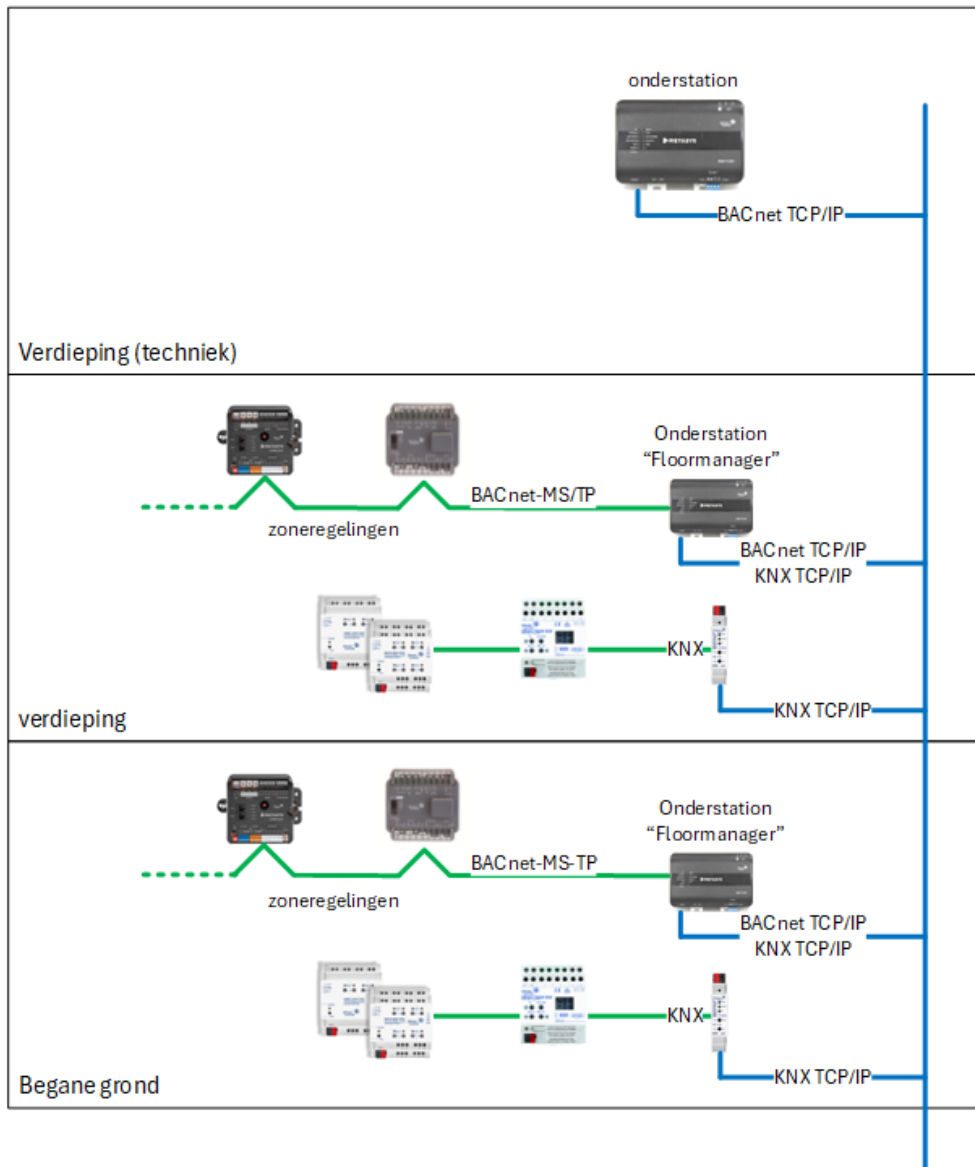 onderstation
METASYS
BACnet TCP/IP
Verdieping (techniek)
Onderstation
“Floormanager”
BACnet-MS/TP
zoneregelingen
BACnet TCP/IP
KNX TCP/IP
KNX
KNX TCP/IP
verdieping
Onderstation
“Floormanager”
BACnet-MS-TP
zoneregelingen
BACnet TCP/IP
KNX TCP/IP
KNX
KNX TCP/IP
Begane grond